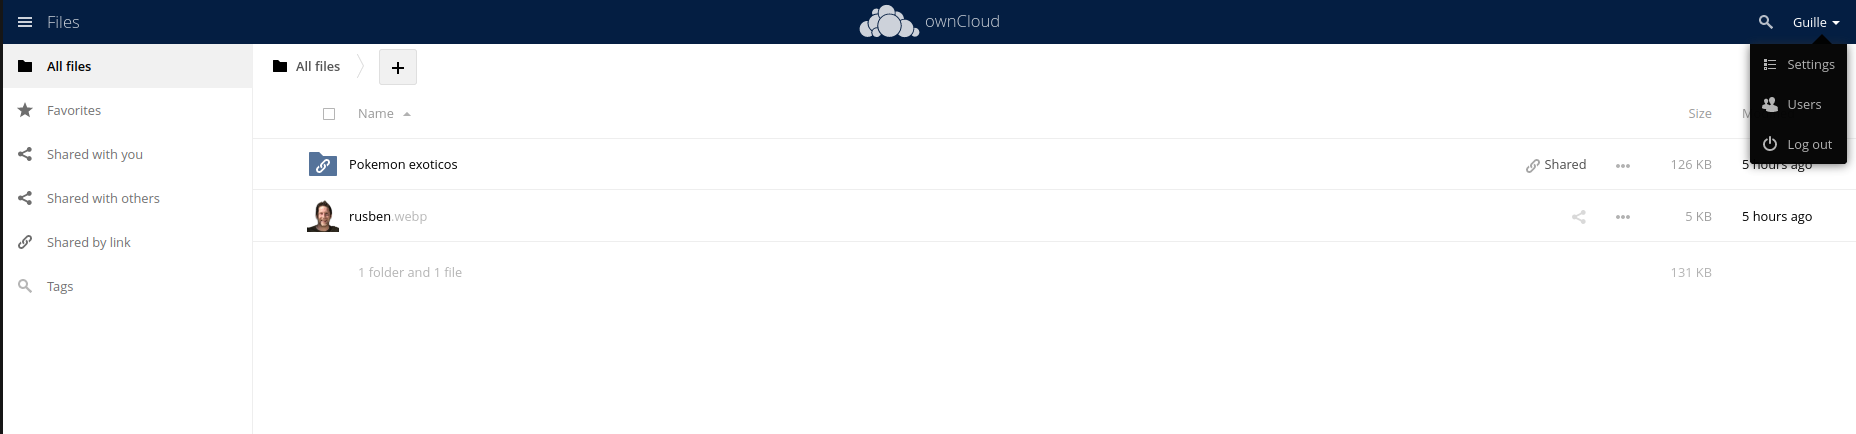 Files
ownCloud
Guille
All files
Favorites
Shared with you
Shared with others
Shared by link
Tags
All files
+
Name
Size
M
Settings
Users
Log out
Pokemon exoticos
Shared
126 KB
5 hours ago
rusben.webp
5 KB
5 hours ago
1 folder and 1 file
131 KB